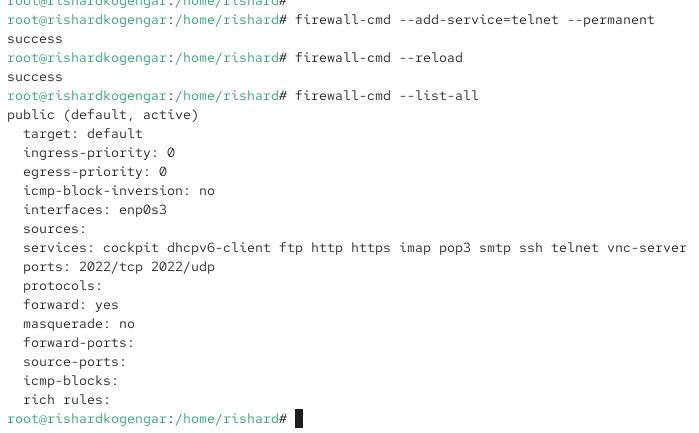 root@rishardkogengar:/home/rishard#
root@rishardkogengar:/home/rishard# firewall-cmd --add-service=telnet --permanent
success
root@rishardkogengar:/home/rishard# firewall-cmd --reload
success
root@rishardkogengar:/home/rishard# firewall-cmd --list-all
public (default, active)
  target: default
  ingress-priority: 0
  egress-priority: 0
  icmp-block-inversion: no
  interfaces: enp0s3
  sources:
  services: cockpit dhcpv6-client ftp http https imap pop3 smtp ssh telnet vnc-server
  ports: 2022/tcp 2022/udp
  protocols:
  forward: yes
  masquerade: no
  forward-ports:
  source-ports:
  icmp-blocks:
  rich rules:
root@rishardkogengar:/home/rishard#